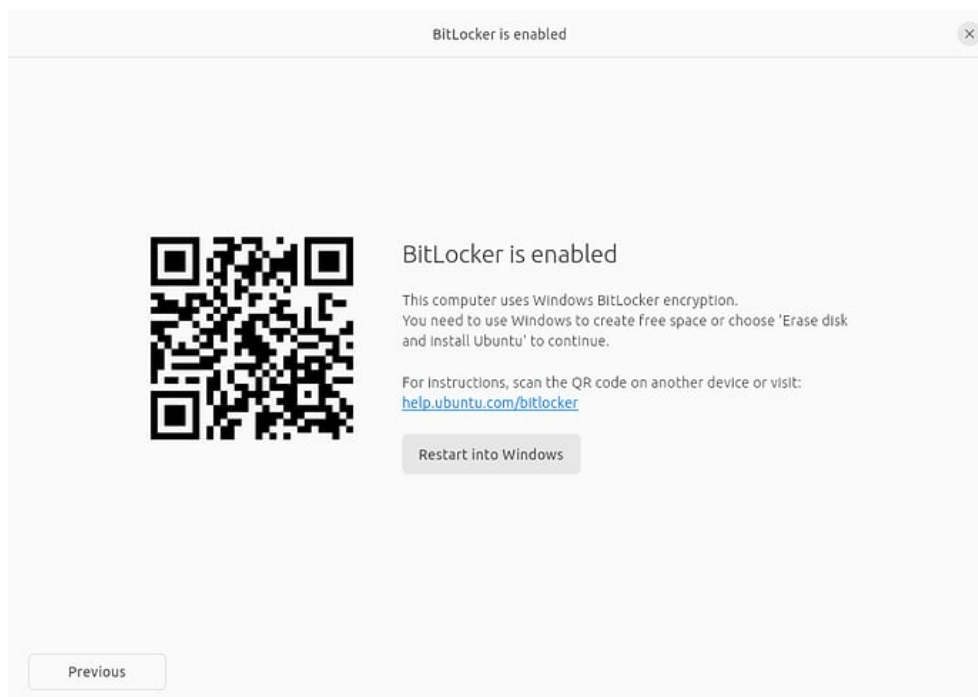 BitLocker is enabled
BitLocker is enabled
This computer uses Windows BitLocker encryption.
You need to use Windows to create free space or choose 'Erase disk
and install Ubuntu' to continue.
For instructions, scan the QR code on another device or visit:
help.ubuntu.com/bitlocker
Restart into Windows
Previous